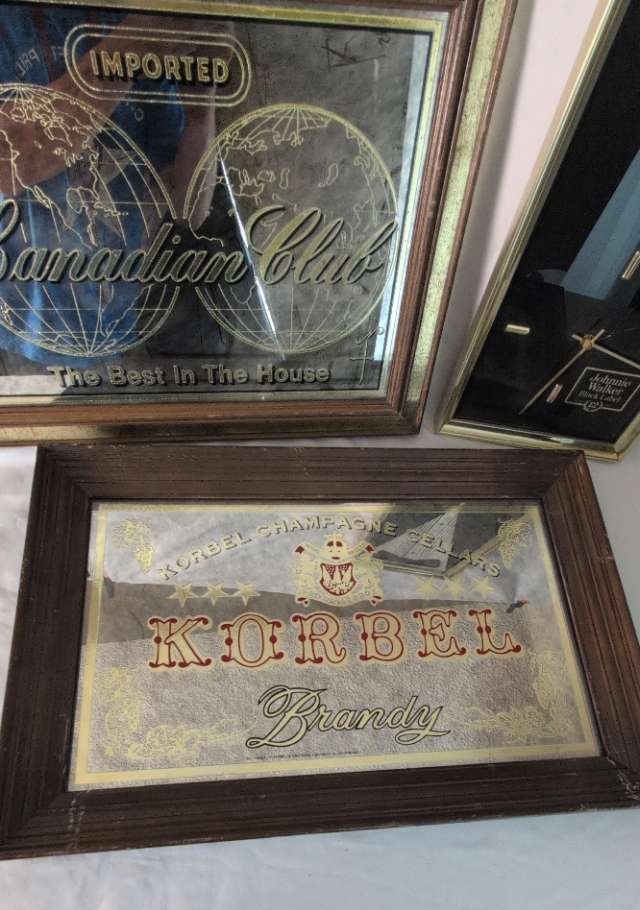 IMPORTED
Canadian Club
The Best In The House
Johnnie
Walker
Black Label
KORBEL CHAMPAGNE CELLARS
KORBEL
Brandy